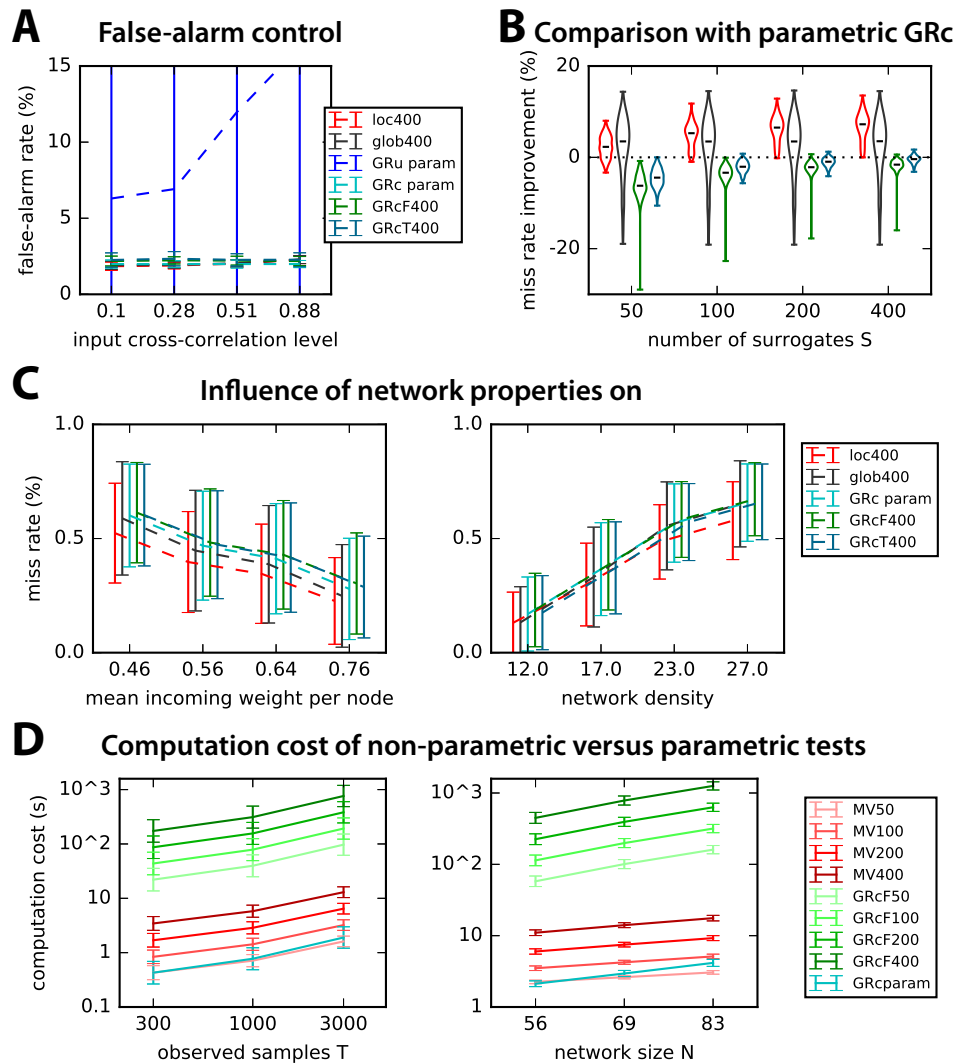 A False-alarm control
false-alarm rate (%)
15
10
5
0
0.1 0.28 0.51 0.88
input cross-correlation level
loc400
glob400
GRu param
GRc param
GRcF400
GRcT400
B Comparison with parametric GRc
miss rate improvement (%)
20
0
-20
50 100 200 400
number of surrogates S
C Influence of network properties on
miss rate (%)
1.0
0.5
0.0
0.46 0.56 0.64 0.76
mean incoming weight per node
1.0
0.5
0.0
12.0 17.0 23.0 27.0
network density
loc400
glob400
GRc param
GRcF400
GRcT400
D Computation cost of non-parametric versus parametric tests
computation cost (s)
10^3
10^2
10
1
0.1
300 1000 3000
observed samples T
10^3
10^2
10
1
56 69 83
network size N
MV50
MV100
MV200
MV400
GRcF50
GRcF100
GRcF200
GRcF400
GRcparam